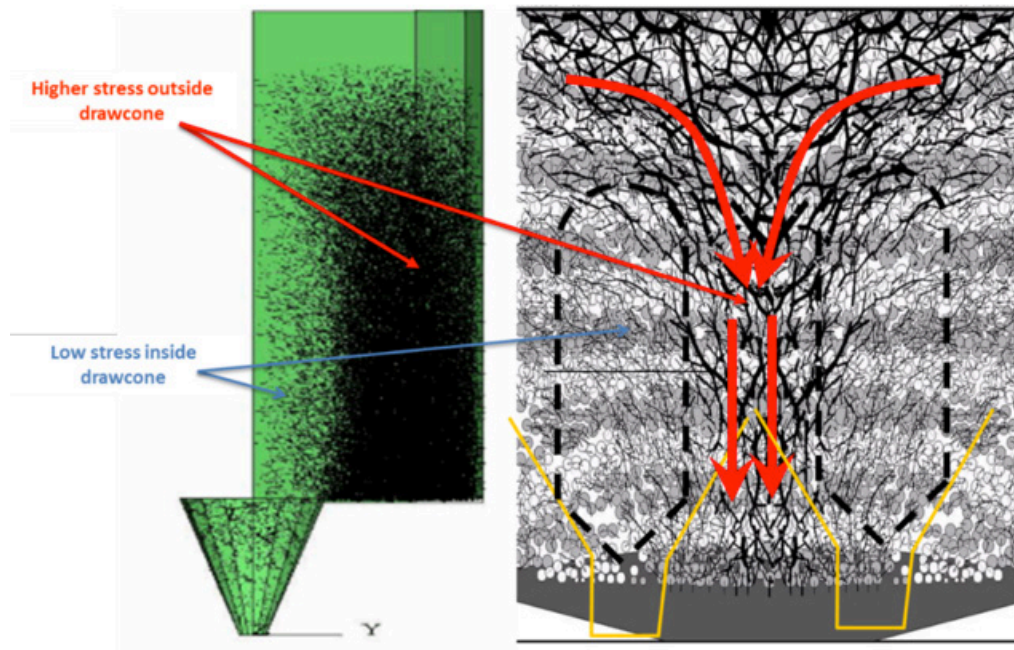 Higher stress outside
drawcone
Low stress inside
drawcone
Y